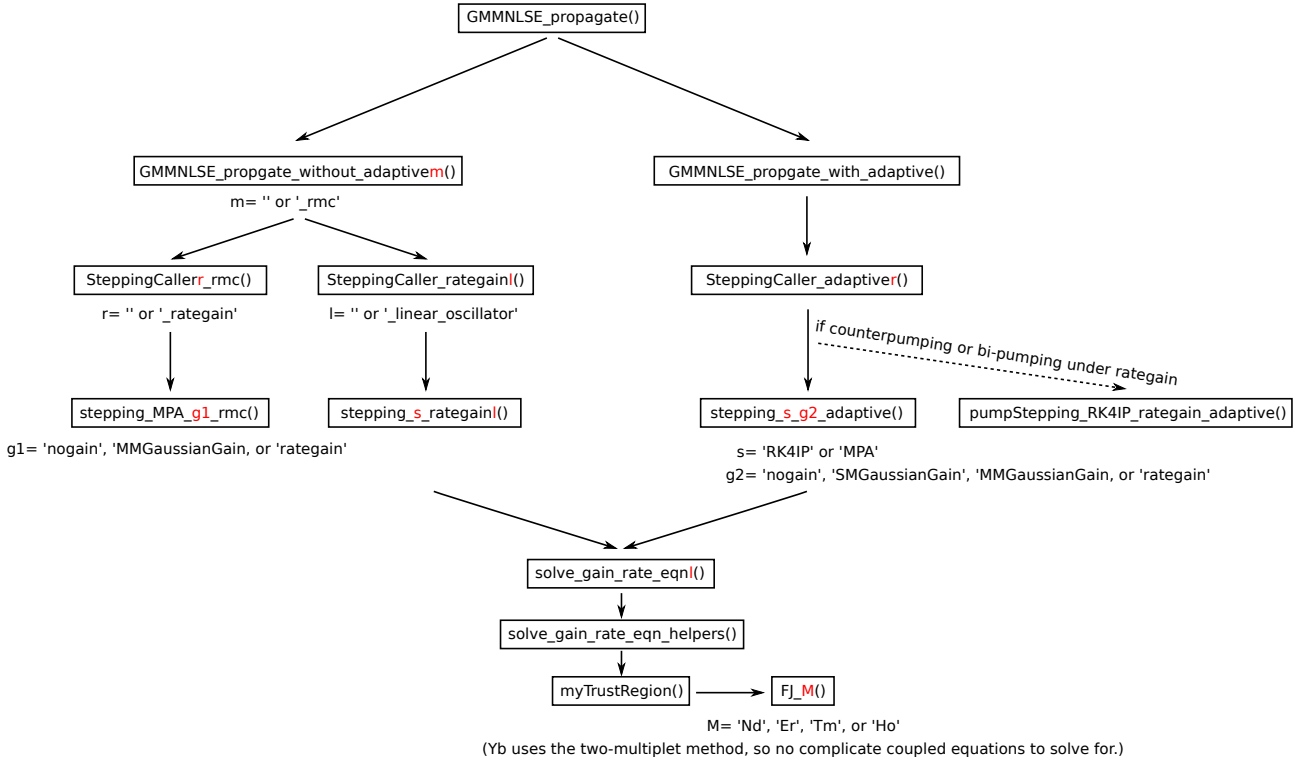 GMMNLSE_propagate()
GMMNLSE_propgate_without_adaptivem()
GMMNLSE_propgate_with_adaptive()
m= '' or '_rmc'
SteppingCallerr_rmc()
SteppingCaller_rategainl()
SteppingCaller_adaptiver()
r= '' or '_rategain'
l= '' or '_linear_oscillator'
if counterpumping or bi-pumping under rategain
stepping_MPA_g1_rmc()
stepping_s_rategainl()
stepping_s_g2_adaptive()
pumpStepping_RK4IP_rategain_adaptive()
g1= 'nogain', 'MMGaussianGain, or 'rategain'
s= 'RK4IP' or 'MPA'
g2= 'nogain', 'SMGaussianGain', 'MMGaussianGain, or 'rategain'
solve_gain_rate_eqnl()
solve_gain_rate_eqn_helpers()
myTrustRegion()
FJ_M()
M= 'Nd', 'Er', 'Tm', or 'Ho'
(Yb uses the two-multiplet method, so no complicate coupled equations to solve for.)